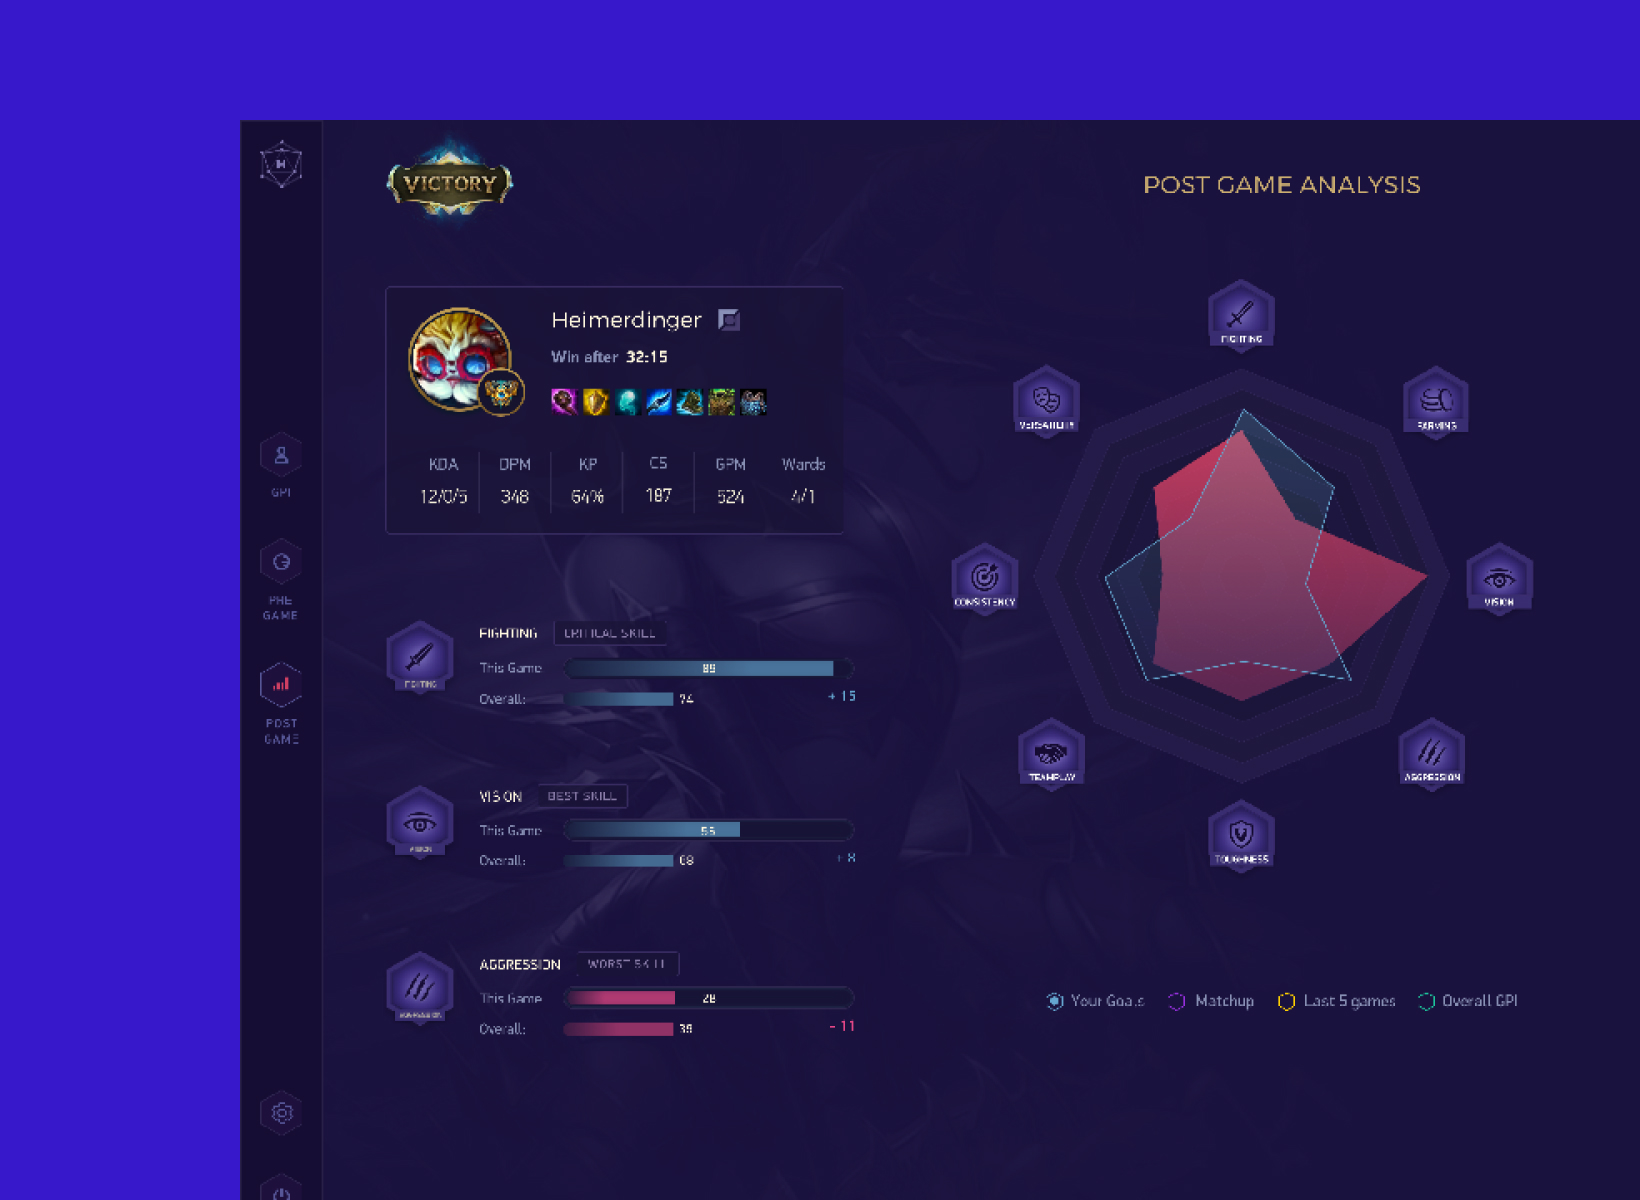 H
VICTORY
POST GAME ANALYSIS
Heimerdinger
Win after 32:15
KDA DPM KP CS GPM Wards
12/0/5 348 64% 187 524 4/1
GPI
PRE
GAME
POST
GAME
FIGHTING CRITICAL SKILL
This Game 89
Overall: 74 + 15
FIGHTING
VISION BEST SKILL
This Game
Overall: 68 + 8
VISION
AGGRESSION WORST SKILL
This Game 28
Overall: 39 - 11
AGGRESSION
FIGHTING
VERSATILITY
FARMING
CONSISTENCY
VISION
TEAMPLAY
AGGRESSION
TOUGHNESS
Your Goals Matchup Last 5 games Overall GPI